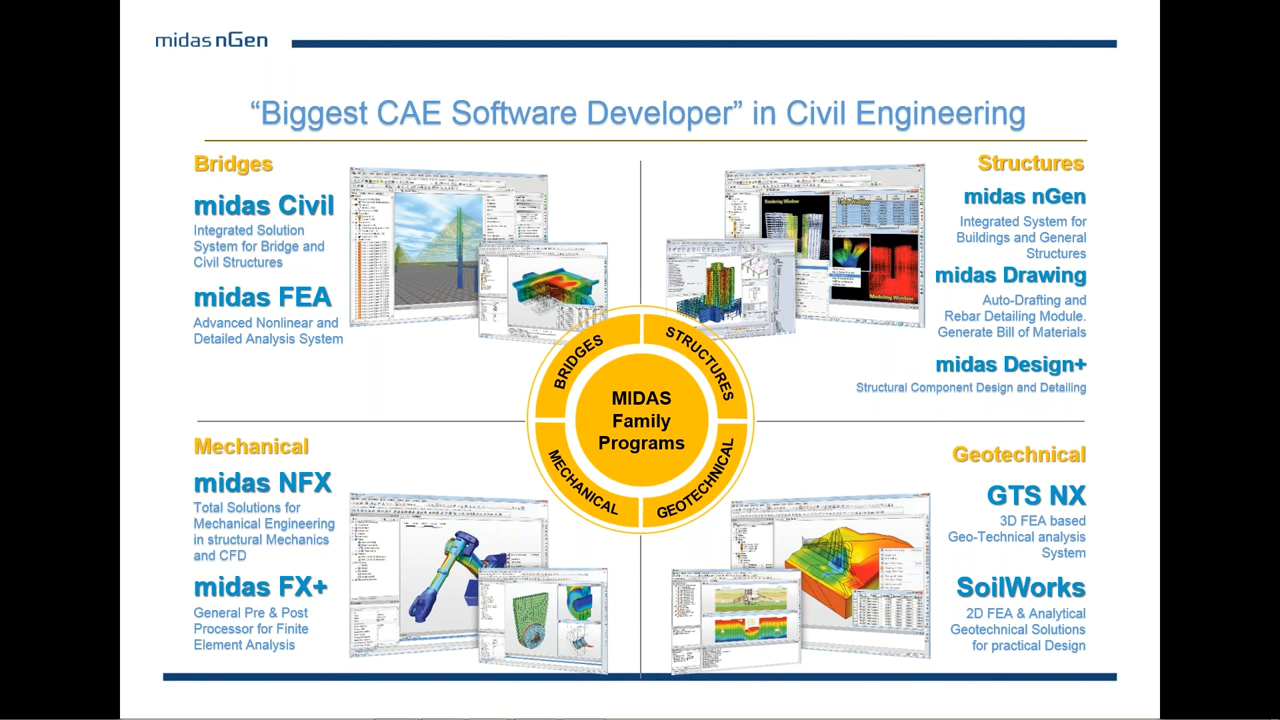 midas nGen
“Biggest CAE Software Developer” in Civil Engineering
Bridges
midas Civil
Integrated Solution
System for Bridge and
Civil Structures
midas FEA
Advanced Nonlinear and
Detailed Analysis System
Structures
midas nGen
Integrated System for
Buildings and General
Structures
midas Drawing
Auto-Drafting and
Rebar Detailing Module.
Generate Bill of Materials
midas Design+
Structural Component Design and Detailing
Rendering Window
Modeling Window
BRIDGES
STRUCTURES
MIDAS
Family
Programs
MECHANICAL
GEOTECHNICAL
Mechanical
midas NFX
Total Solutions for
Mechanical Engineering
in structural Mechanics
and CFD
midas FX+
General Pre & Post
Processor for Finite
Element Analysis
Geotechnical
GTS NX
3D FEA based
Geo-Technical analysis
System
SoilWorks
2D FEA & Analytical
Geotechnical Solutions
for practical Design